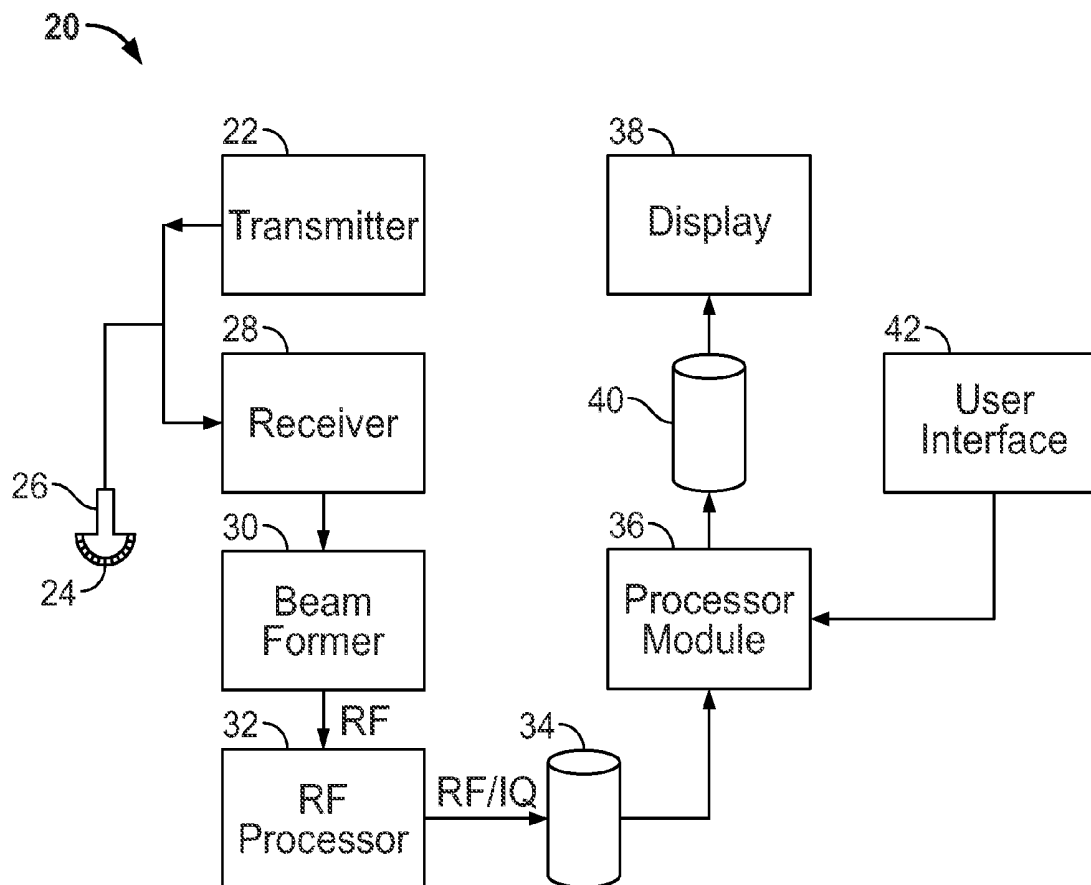 20
22
Transmitter
38
Display
28
Receiver
40
42
User
Interface
26
24
30
Beam
Former
36
Processor
Module
RF
32
RF
Processor
RF/IQ
34